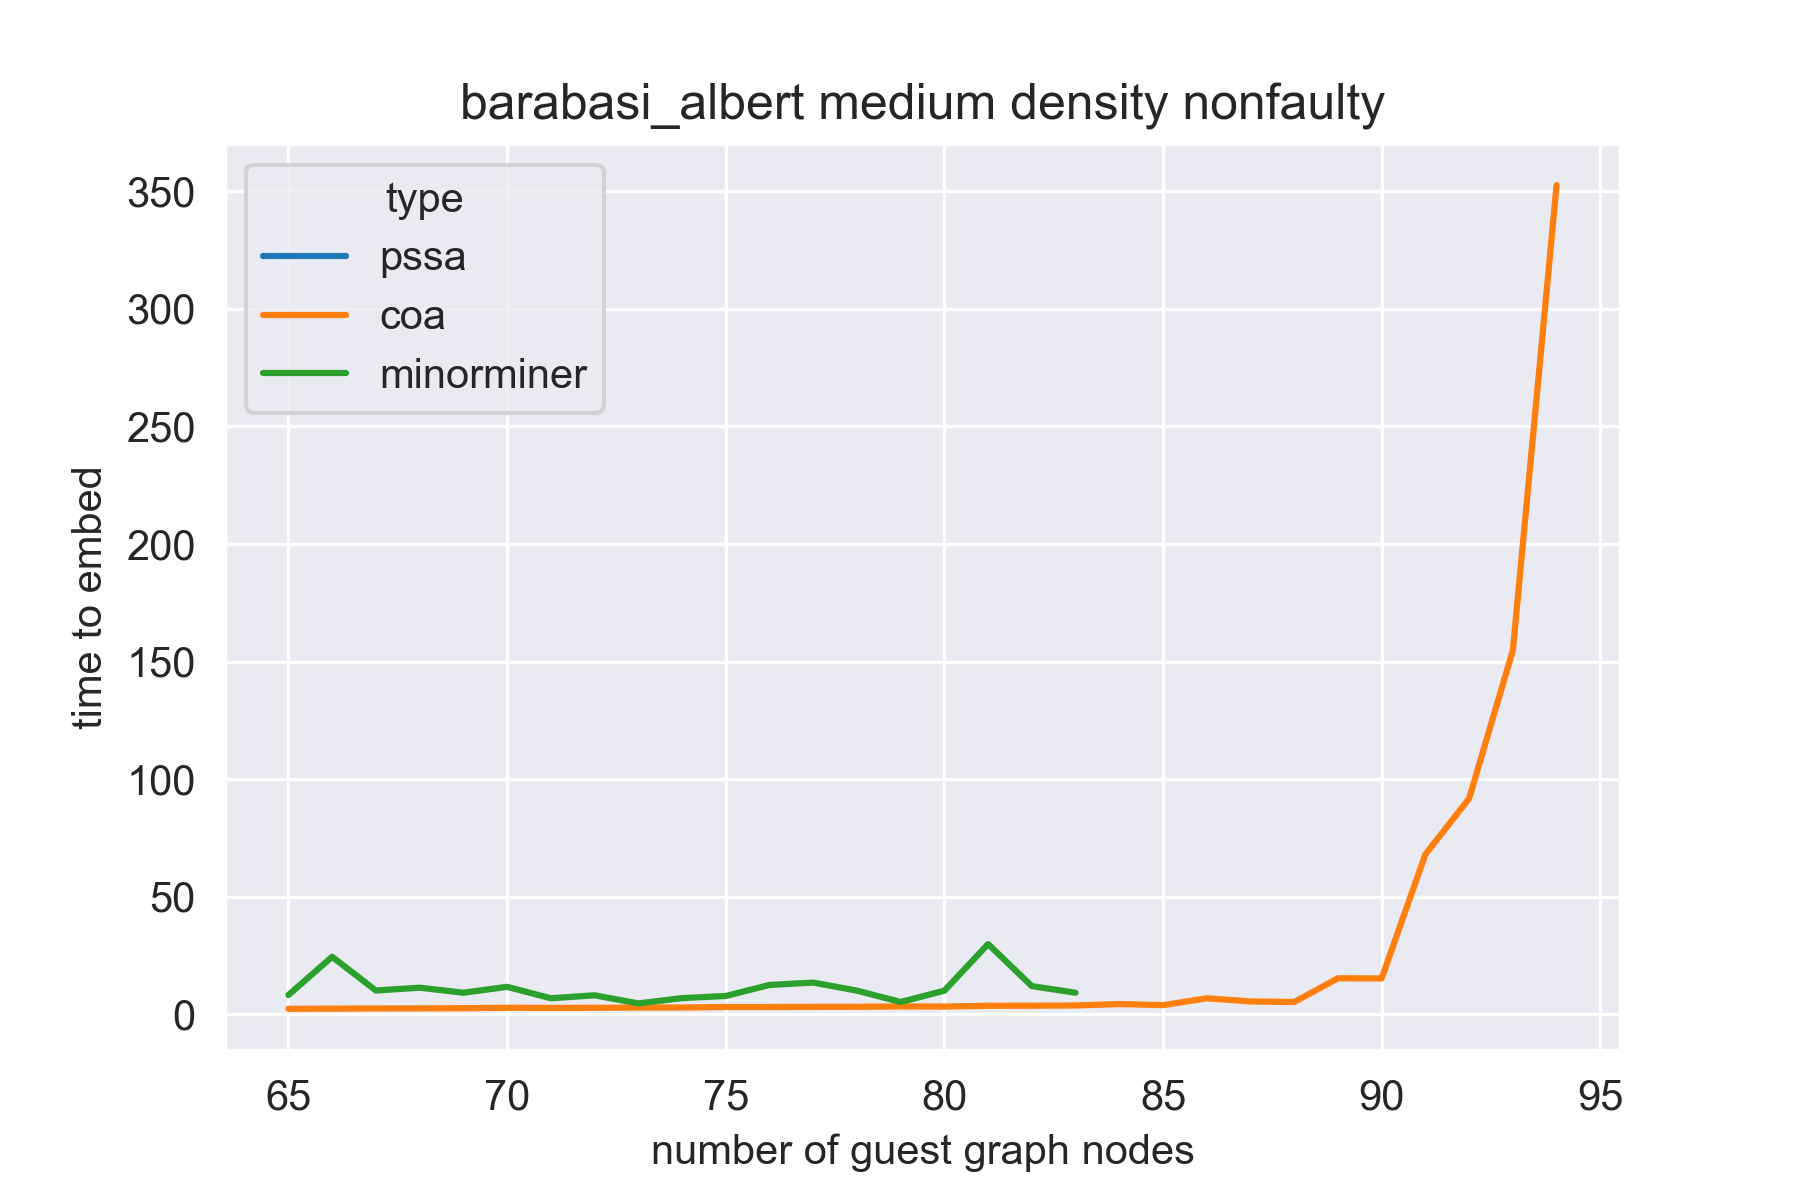 barabasi_albert medium density nonfaulty
type
pssa
coa
minorminer
350
300
250
200
150
100
50
0
time to embed
65 70 75 80 85 90 95
number of guest graph nodes